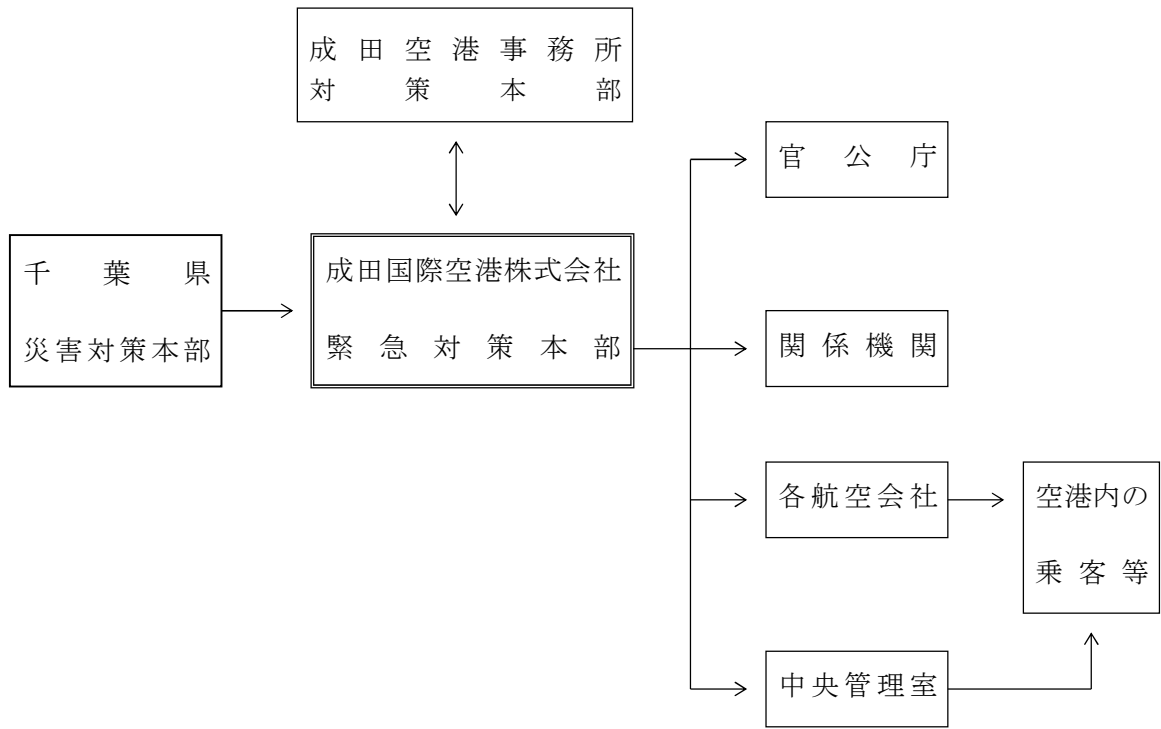 成田空港事務所
対策本部
官公庁
千葉県
災害対策本部
成田国際空港株式会社
緊急対策本部
関係機関
各航空会社
空港内の
乗客等
中央管理室